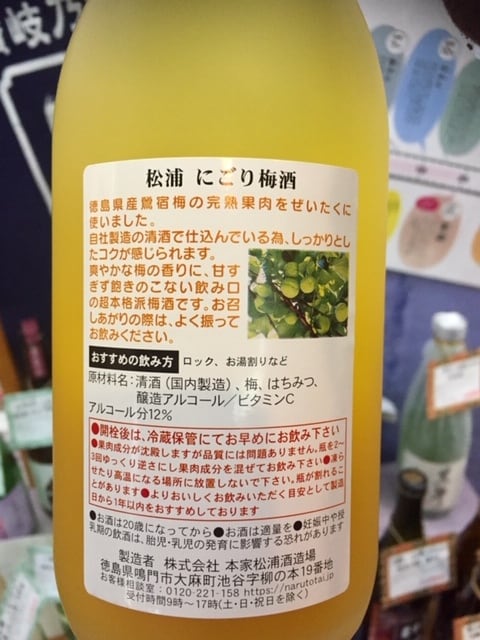 讃岐乃
松浦 にごり梅酒
徳島県産鶯宿梅の完熟果肉をぜいたくに
使いました。
自社製造の清酒で仕込んでいる為、しっかりとし
たコクが感じられます。
爽やかな梅の香りに、甘す
ぎず飽きのこない飲み口
の超本格派梅酒です。お召
しあがりの際は、よく振って
お飲みください。
おすすめの飲み方 ロック、お湯割りなど
原材料名：清酒（国内製造）、梅、はちみつ、
醸造アルコール／ビタミンC
アルコール分12%
●開栓後は、冷蔵保管にてお早めにお飲み下さい
●果肉成分が沈殿しますが品質には問題ありません。瓶を2〜
3回ゆっくり逆さにし果肉成分を混ぜてお飲み下さい●凍ら
せたり高温になる場所に放置しないで下さい。瓶が割れるこ
とがあります●よりおいしくお飲みいただく目安として製造
日から1年以内をおすすめしております
●お酒は20歳になってから●お酒は適量を●妊娠中や授
乳期の飲酒は、胎児・乳児の発育に影響する恐れがあります
製造者 株式会社 本家松浦酒造場
徳島県鳴門市大麻町池谷字柳の本19番地
お客様相談室：0120-221-158 https://narutotai.jp
受付時間9時〜17時(土・日・祝日を除く)